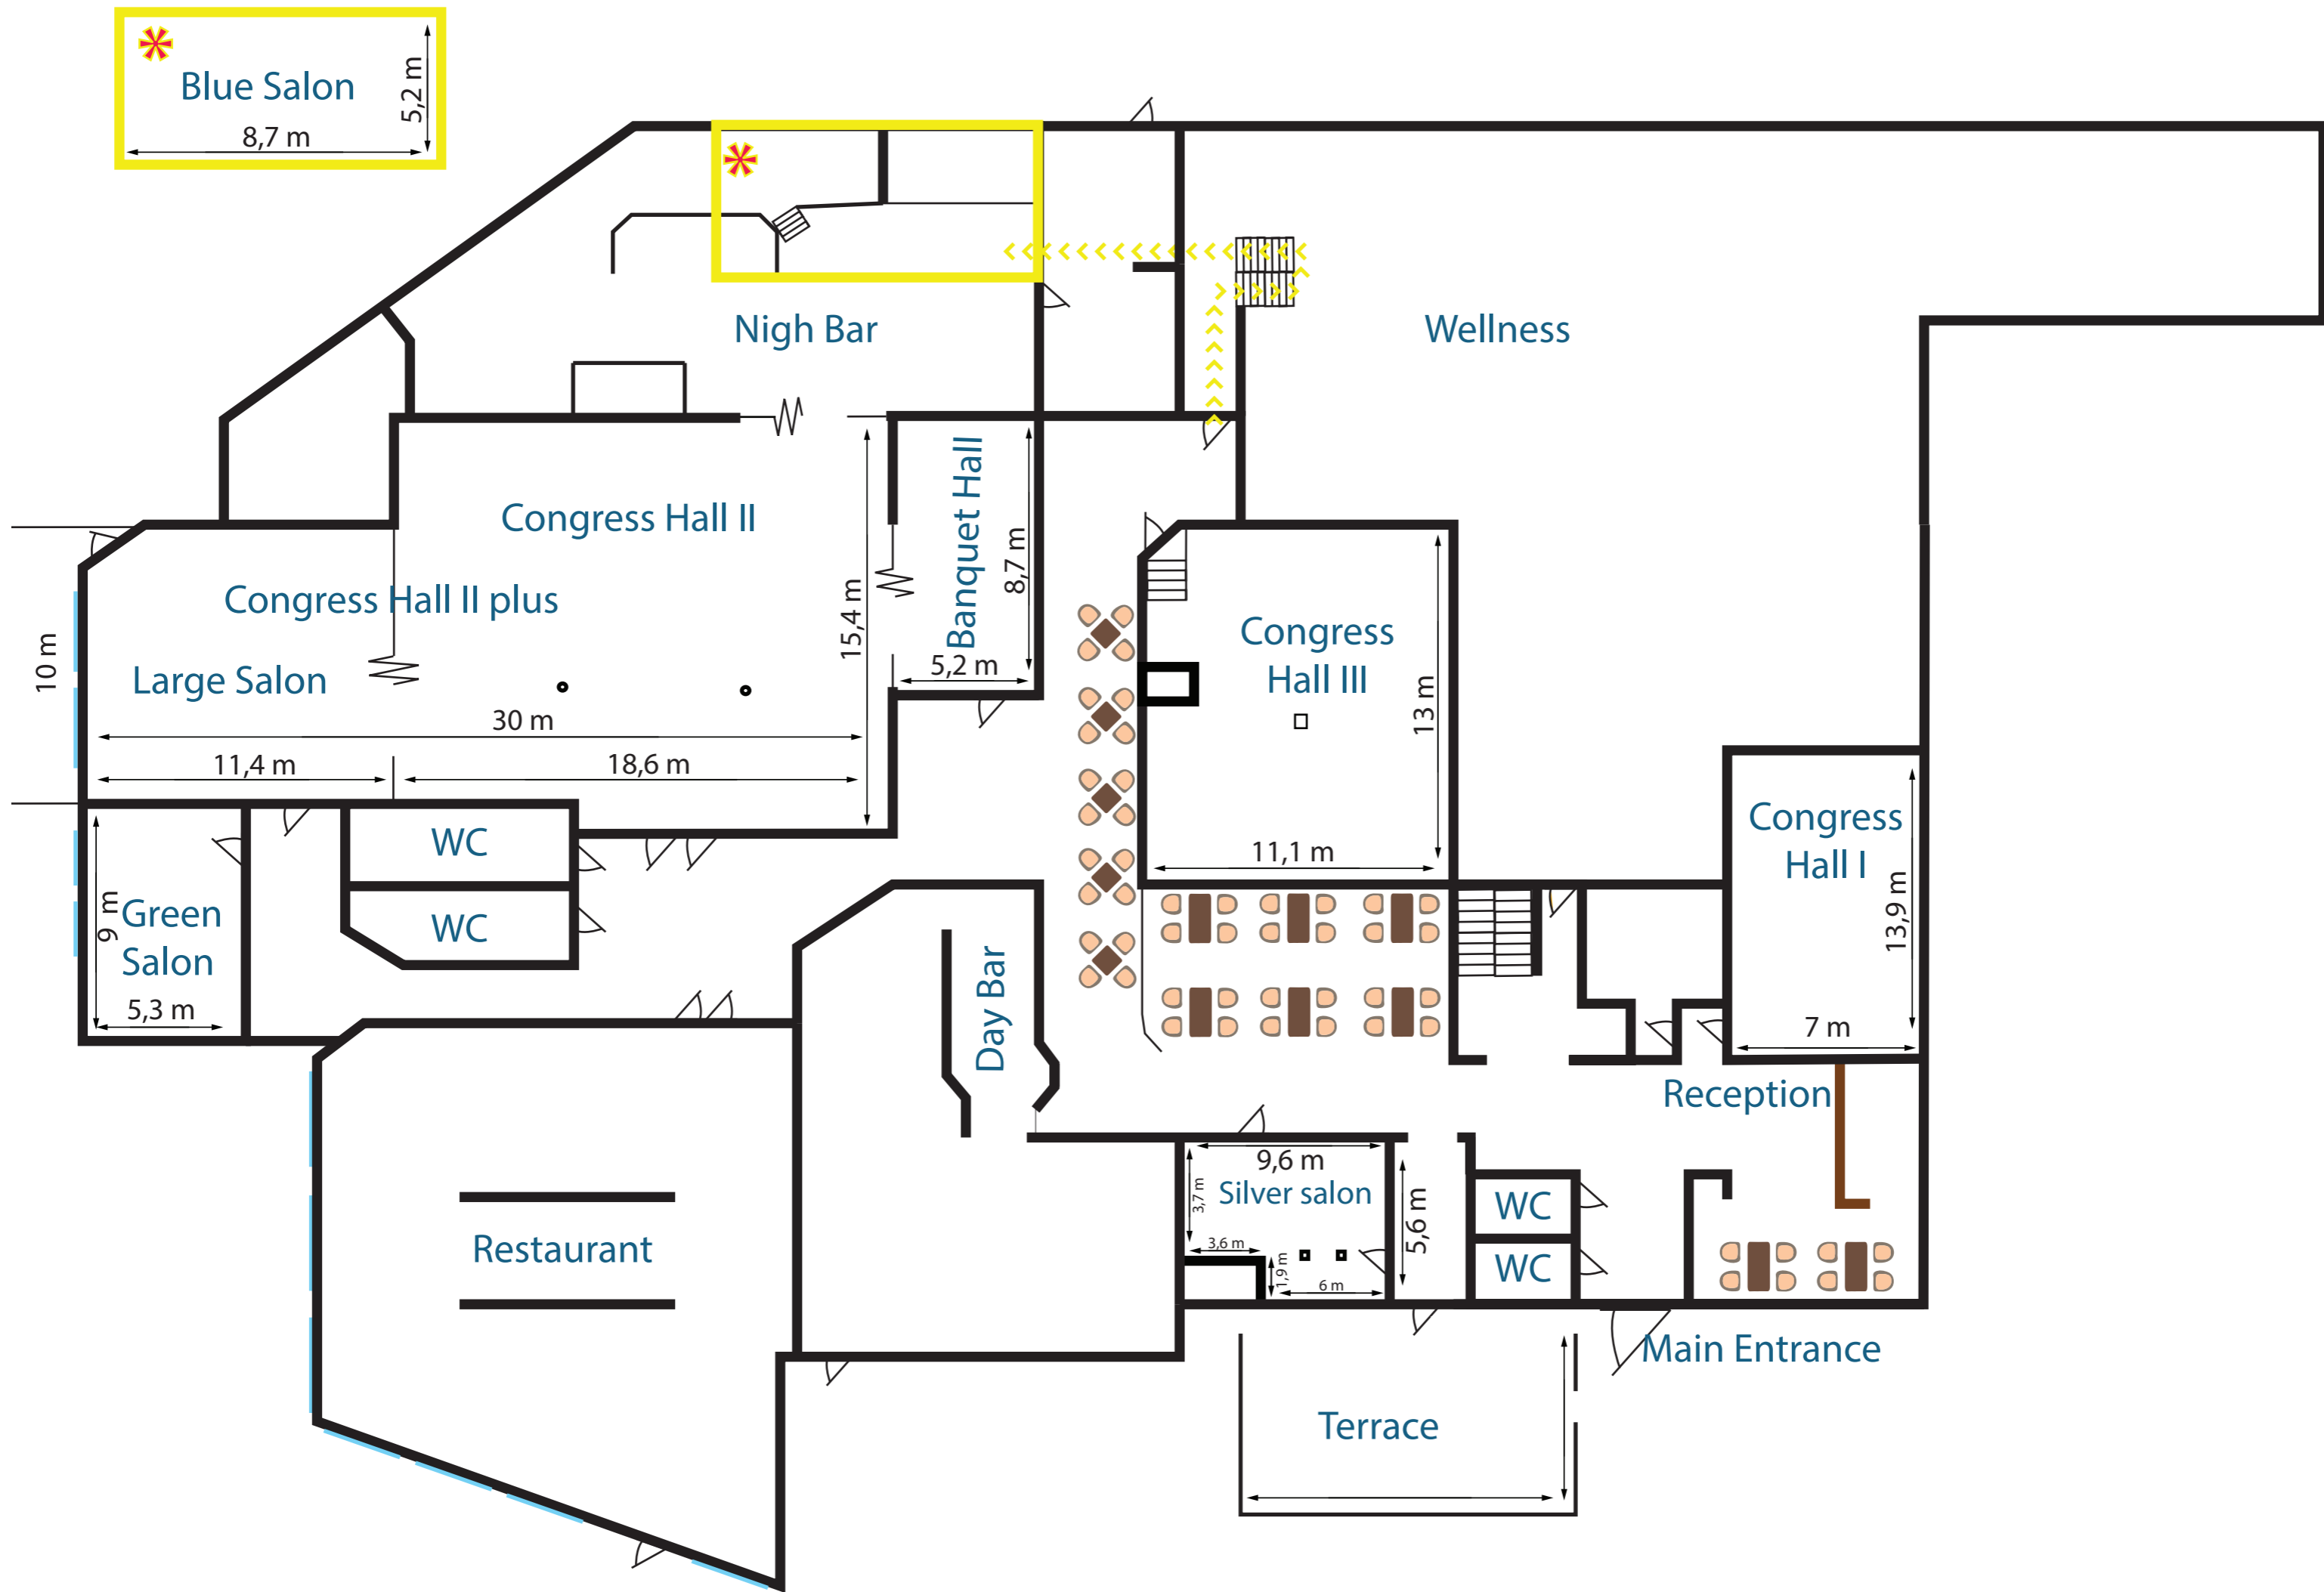 Blue Salon
5,2 m
8,7 m
Nigh Bar
Wellness
Congress Hall II
Banquet Hall
8,7 m
5,2 m
15,4 m
Congress Hall II plus
Large Salon
10 m
30 m
11,4 m
18,6 m
Congress
Hall III
13 m
11,1 m
Congress
Hall I
13,9 m
7 m
WC
WC
9 m
Green
Salon
5,3 m
Day Bar
Reception
9,6 m
3,7 m
Silver salon
5,6 m
3,6 m
1,9 m
6 m
WC
WC
Restaurant
Main Entrance
Terrace